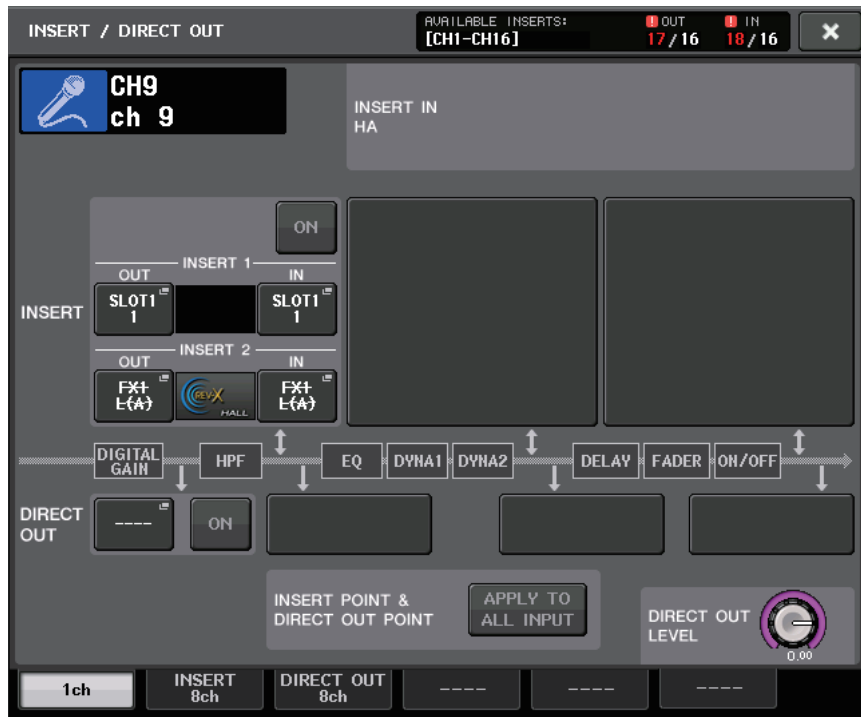 INSERT / DIRECT OUT
AVAILABLE INSERTS: ! OUT ! IN
[CH1-CH16] 17/16 18/16
×
CH9
ch 9
INSERT IN
HA
ON
INSERT 1
OUT IN
INSERT
SLOT1 1
SLOT1 1
INSERT 2
OUT IN
FX1 L(A)
REV-X HALL
FX1 L(A)
DIGITAL GAIN HPF EQ DYNA1 DYNA2 DELAY FADER ON/OFF
DIRECT OUT
----
ON
INSERT POINT &
DIRECT OUT POINT
APPLY TO
ALL INPUT
DIRECT OUT
LEVEL
0.00
1ch
INSERT 8ch
DIRECT OUT 8ch
----
----
----